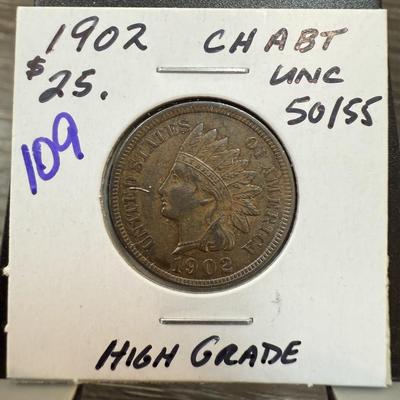 1902 CH ABT
$25. UNC
109 50/55
UNITED STATES OF AMERICA
1902
HIGH GRADE